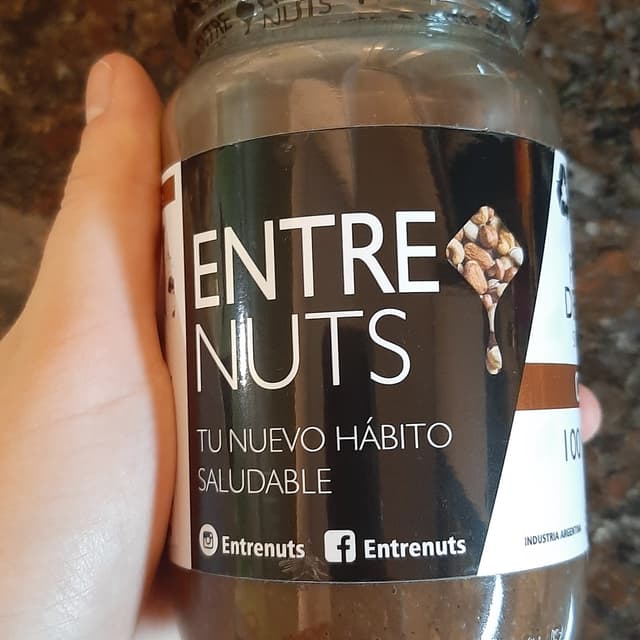 ENTRE
NUTS
TU NUEVO HÁBITO
SALUDABLE
Entrenuts
Entrenuts
INDUSTRIA ARGENTINA